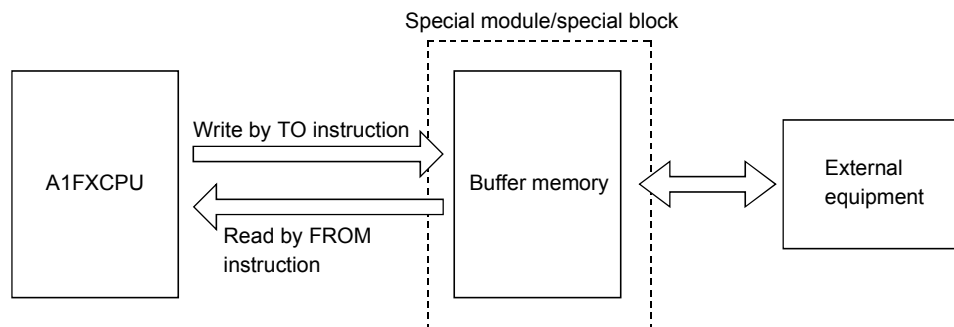 Special module/special block
Write by TO instruction
A1FXCPU
Buffer memory
External
equipment
Read by FROM
instruction